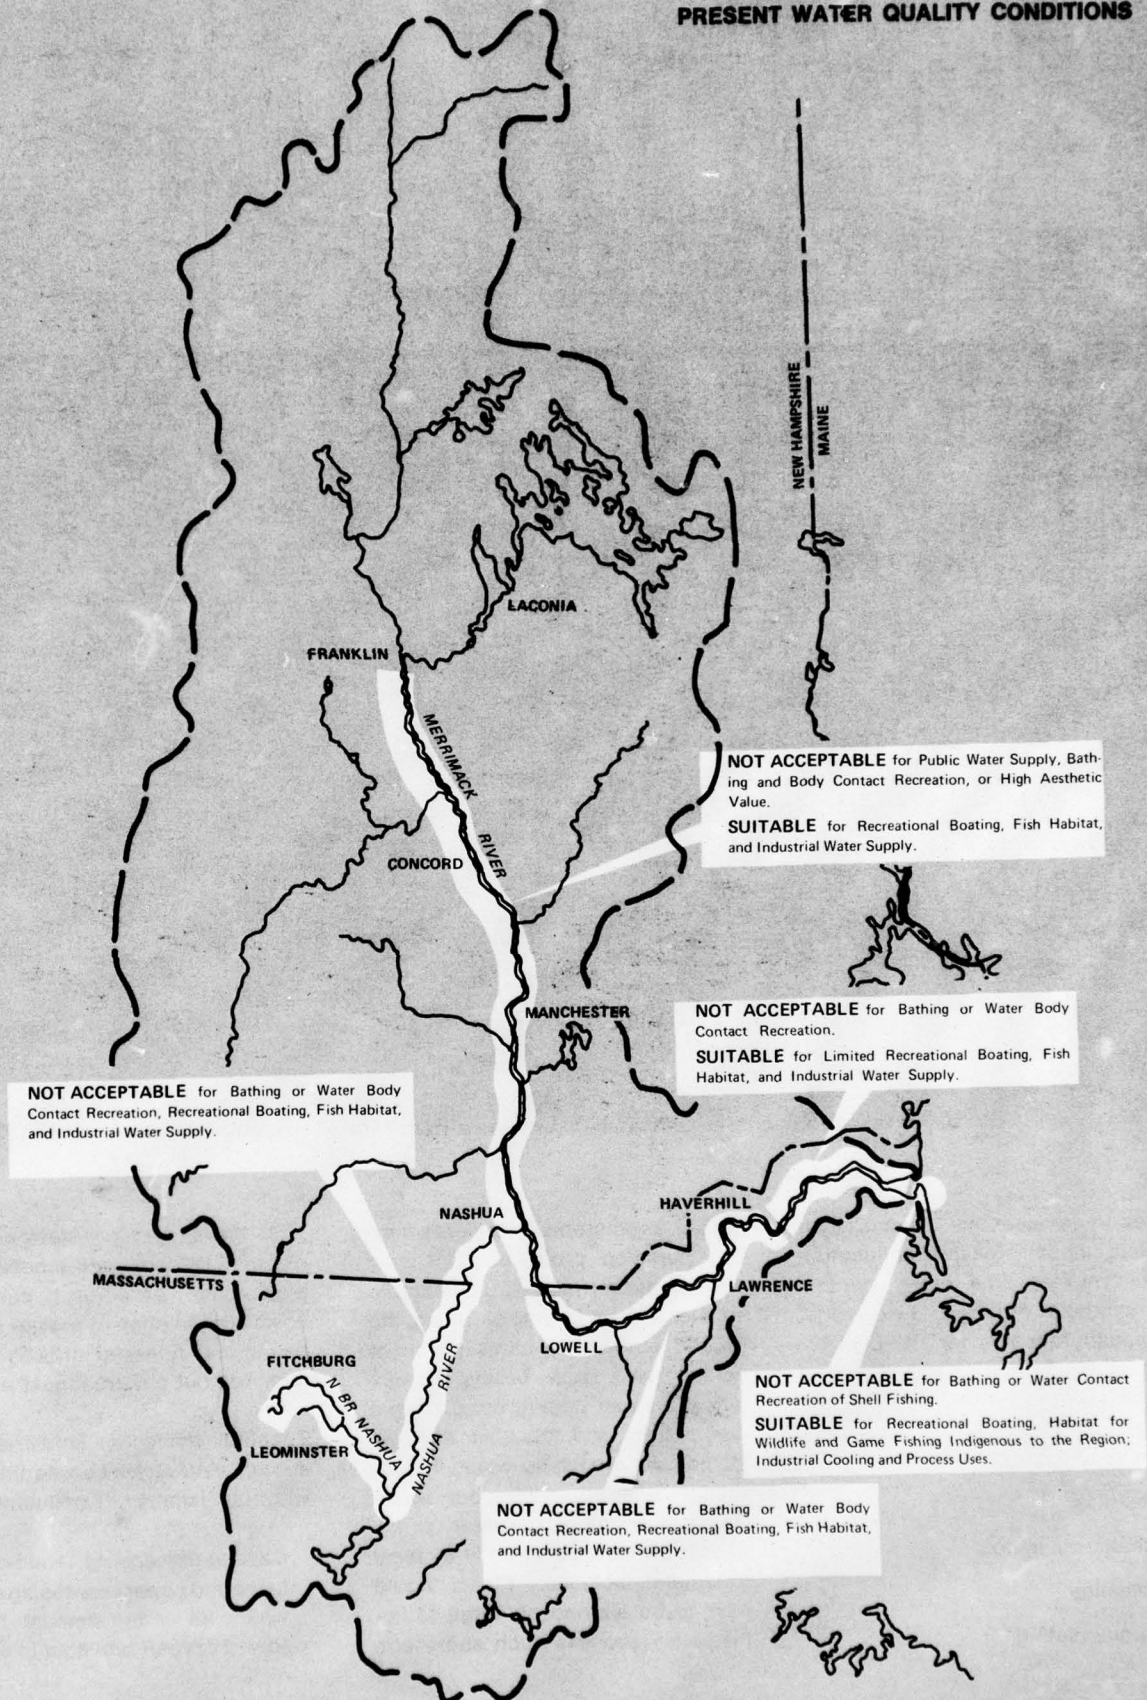 PRESENT WATER QUALITY CONDITIONS
NEW HAMPSHIRE
MAINE
LACONIA
FRANKLIN
MERRIMACK RIVER
NOT ACCEPTABLE for Public Water Supply, Bath-
ing and Body Contact Recreation, or High Aesthetic
Value.
SUITABLE for Recreational Boating, Fish Habitat,
and Industrial Water Supply.
CONCORD
MANCHESTER
NOT ACCEPTABLE for Bathing or Water Body
Contact Recreation.
SUITABLE for Limited Recreational Boating, Fish
Habitat, and Industrial Water Supply.
NOT ACCEPTABLE for Bathing or Water Body
Contact Recreation, Recreational Boating, Fish Habitat,
and Industrial Water Supply.
NASHUA
HAVERHILL
MASSACHUSETTS
LAWRENCE
LOWELL
FITCHBURG
N BR NASHUA
LEOMINSTER
NASHUA RIVER
NOT ACCEPTABLE for Bathing or Water Contact
Recreation of Shell Fishing.
SUITABLE for Recreational Boating, Habitat for
Wildlife and Game Fishing Indigenous to the Region;
Industrial Cooling and Process Uses.
NOT ACCEPTABLE for Bathing or Water Body
Contact Recreation, Recreational Boating, Fish Habitat,
and Industrial Water Supply.